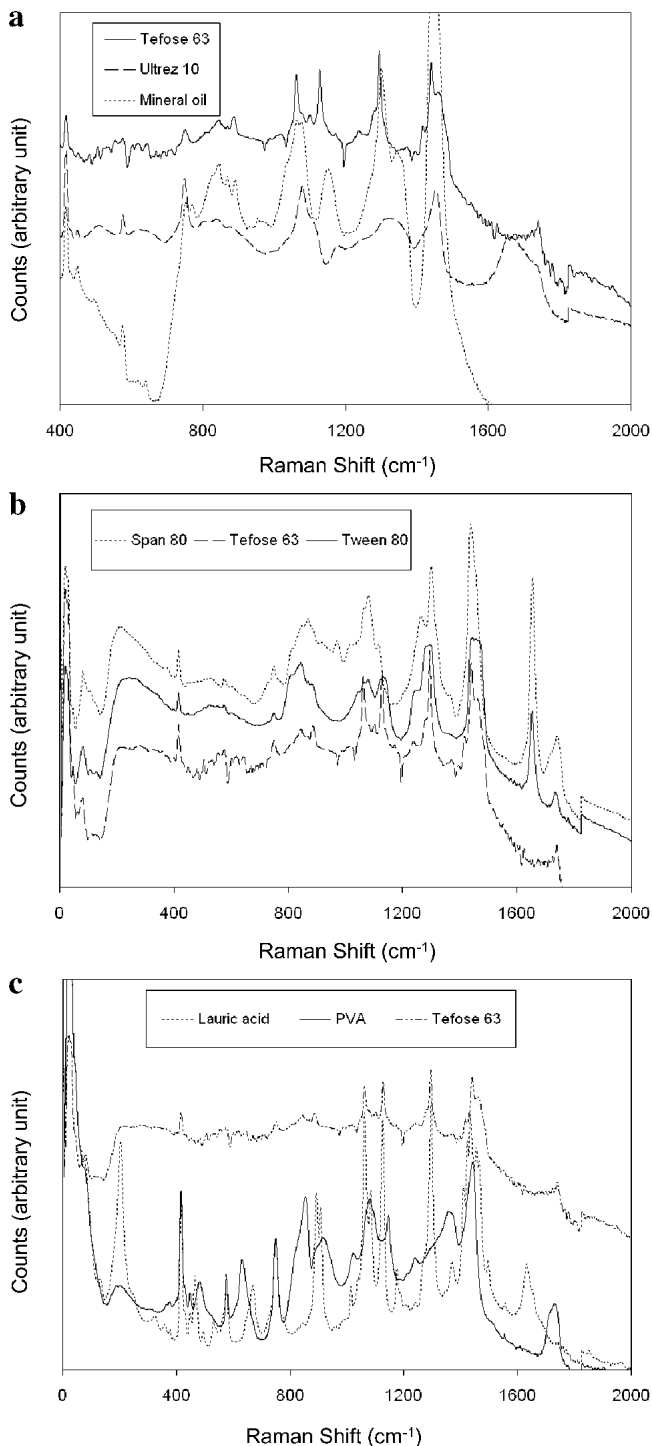 a
Tefose 63
Ultrez 10
Mineral oil
Counts (arbitrary unit)
400 800 1200 1600 2000
Raman Shift (cm-1)
b
Span 80 Tefose 63 Tween 80
Counts (arbitrary unit)
0 400 800 1200 1600 2000
Raman Shift (cm-1)
c
Lauric acid PVA Tefose 63
Counts (arbitrary unit)
0 400 800 1200 1600 2000
Raman Shift (cm-1)